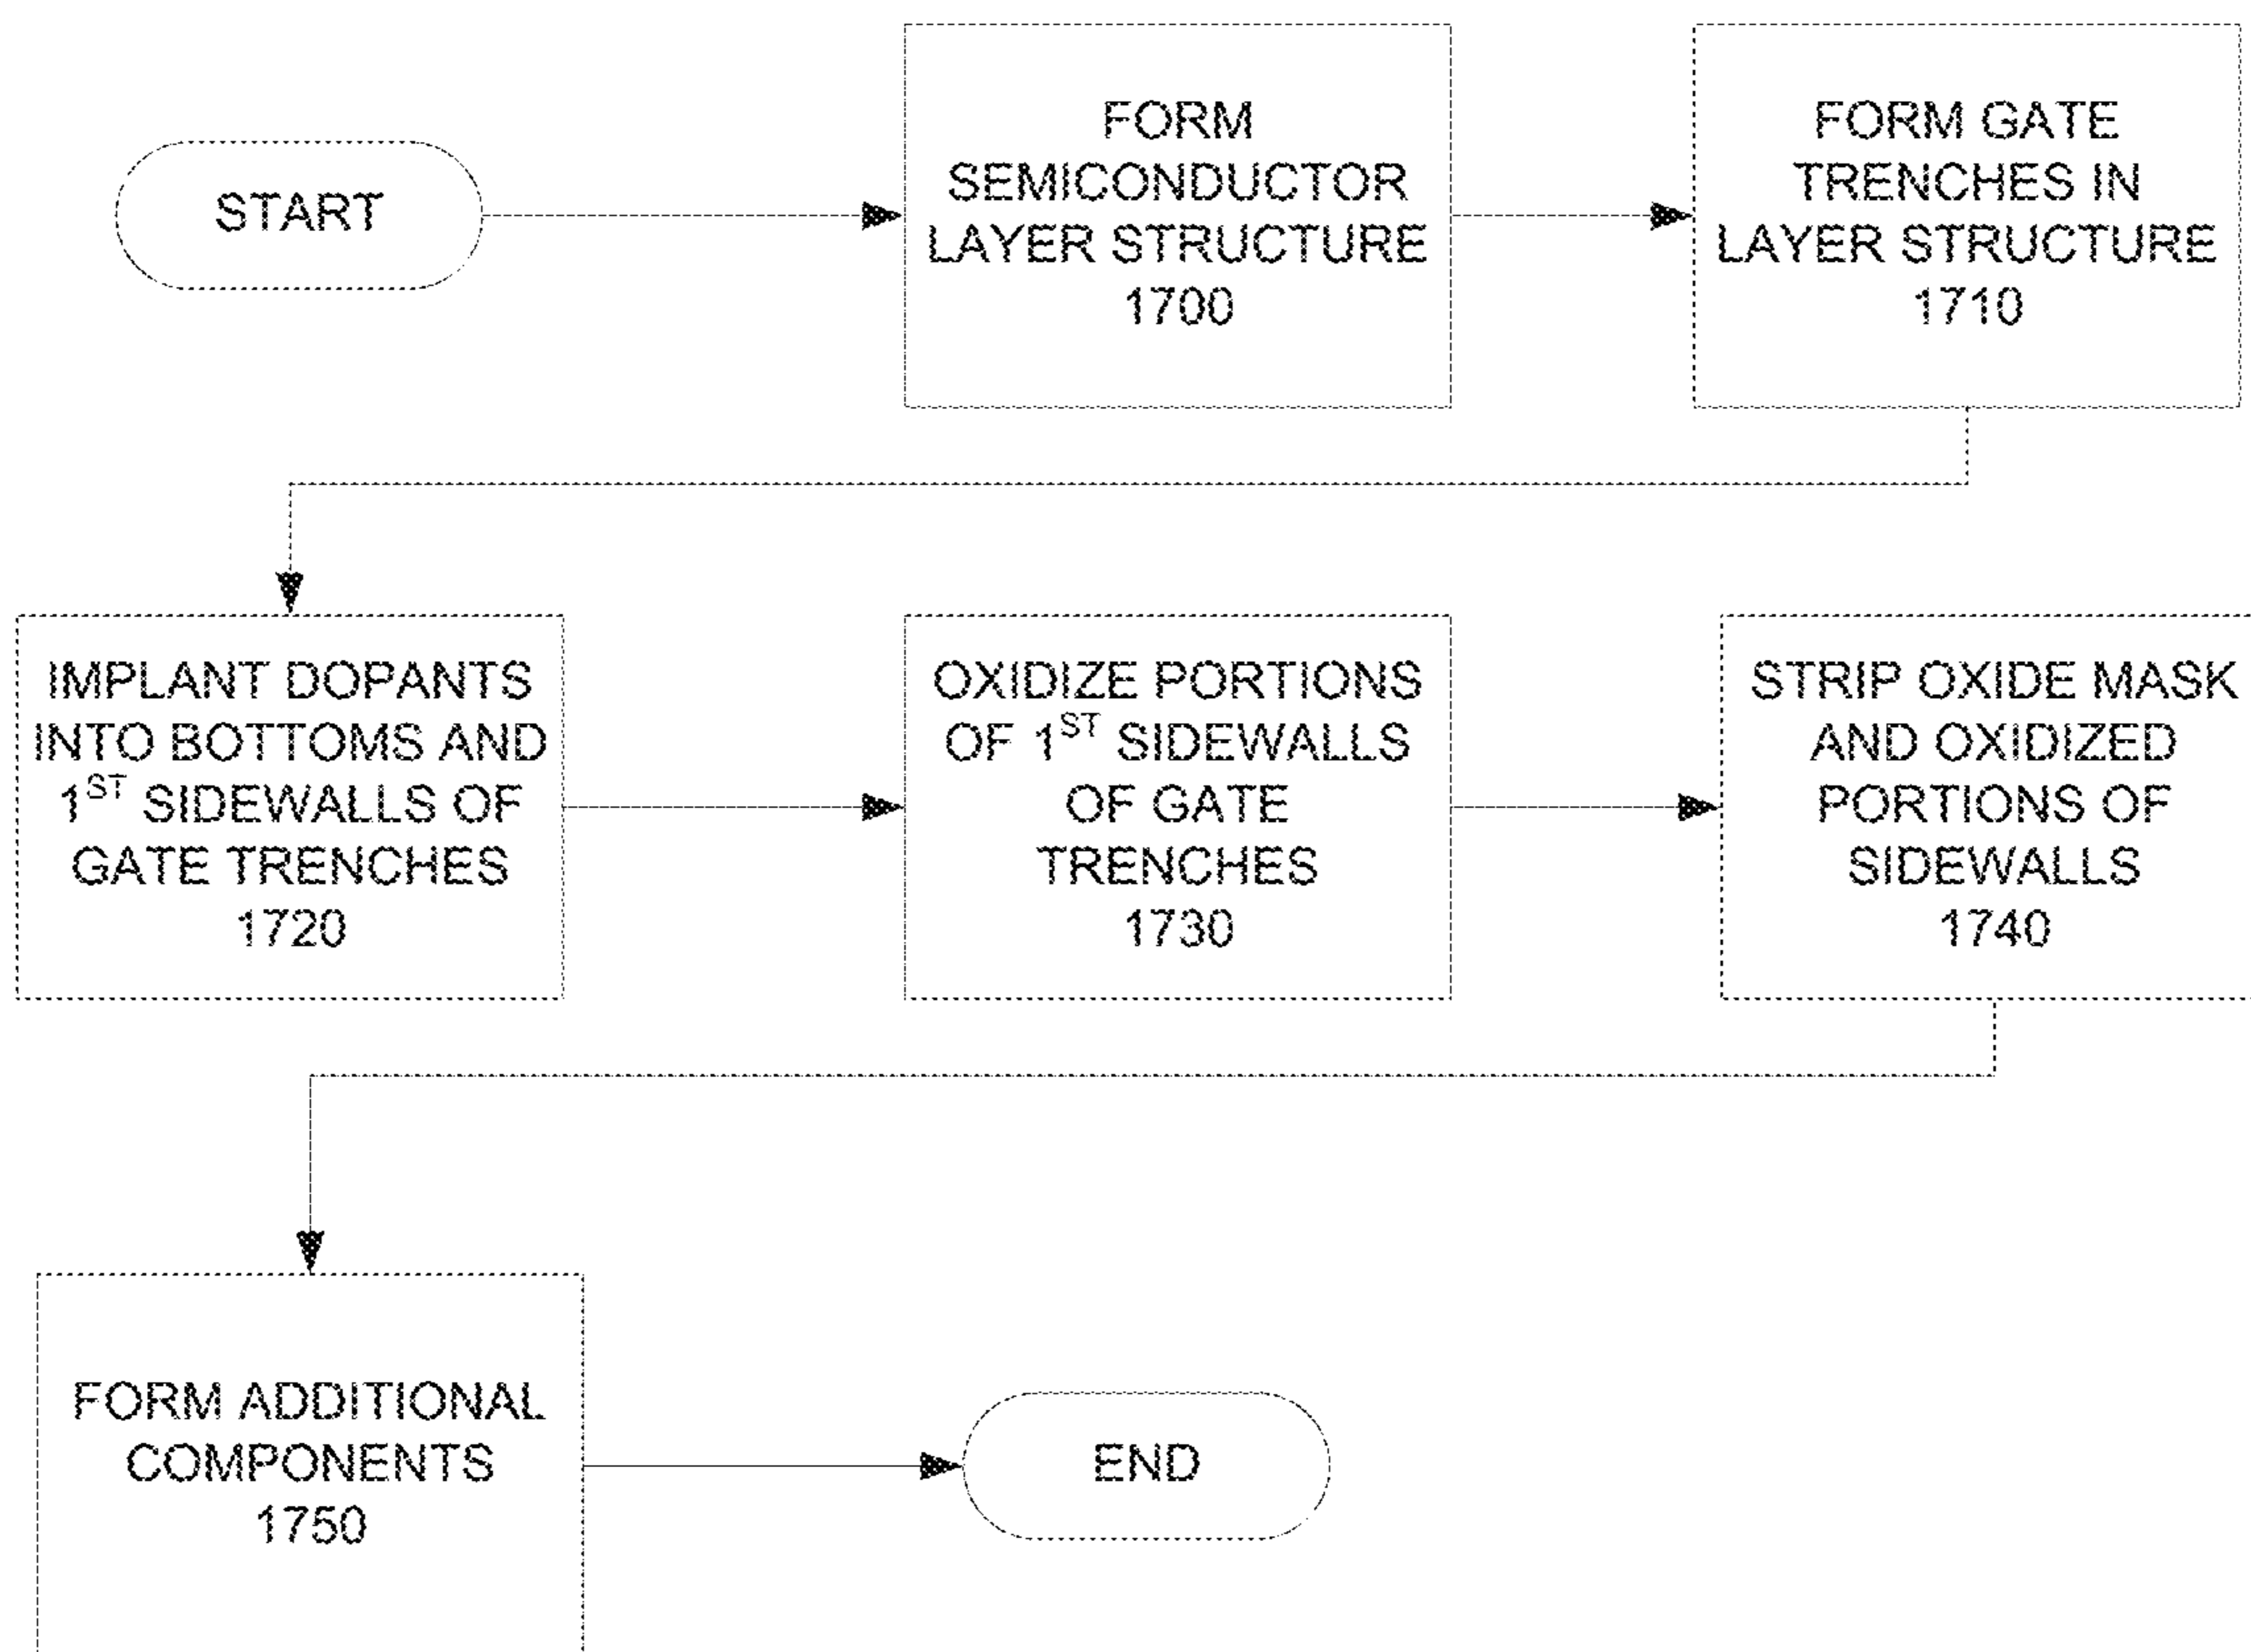 START
FORM
SEMICONDUCTOR
LAYER STRUCTURE
1700
FORM GATE
TRENCHES IN
LAYER STRUCTURE
1710
IMPLANT DOPANTS
INTO BOTTOMS AND
1ST SIDEWALLS OF
GATE TRENCHES
1720
OXIDIZE PORTIONS
OF 1ST SIDEWALLS
OF GATE
TRENCHES
1730
STRIP OXIDE MASK
AND OXIDIZED
PORTIONS OF
SIDEWALLS
1740
FORM ADDITIONAL
COMPONENTS
1750
END